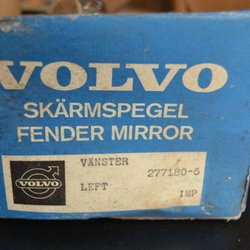 VOLVO
SKÄRMSPEGEL
FENDER MIRROR
VÄNSTER 277180-6
LEFT IMP
VOLVO